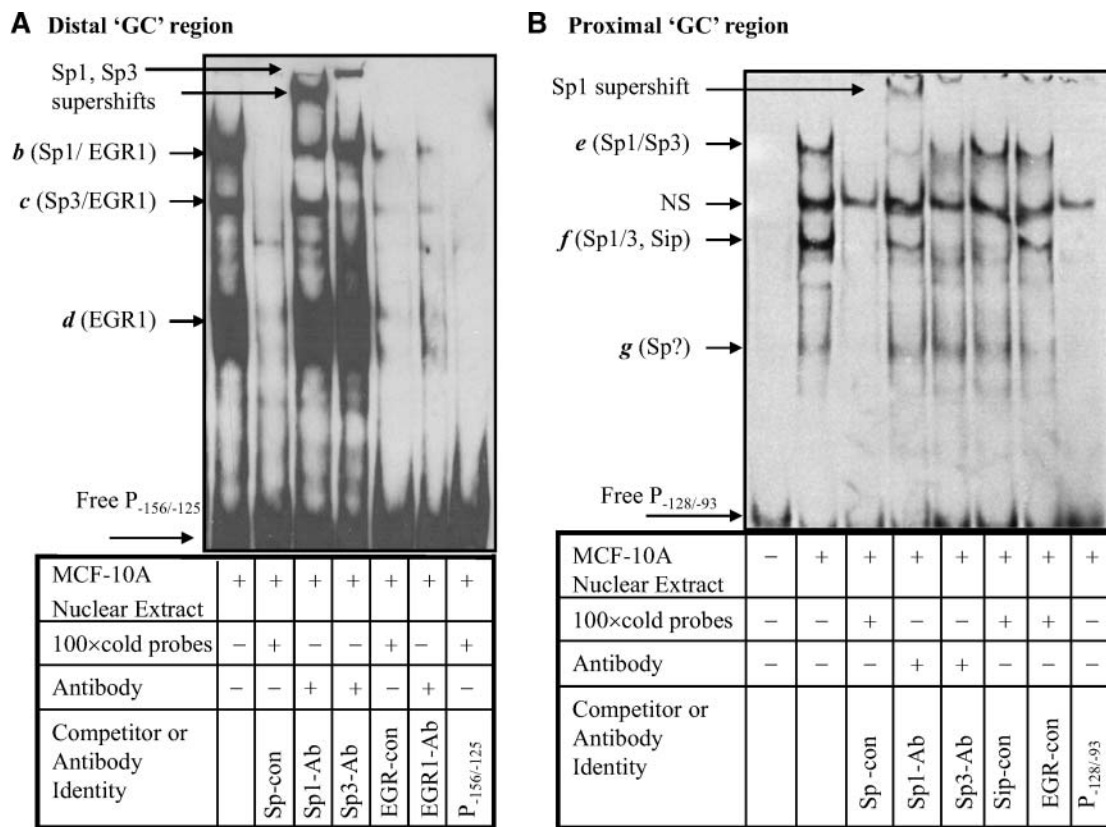 A Distal ‘GC’ region
Sp1, Sp3
supershifts
b (Sp1/ EGR1)
c (Sp3/EGR1)
d (EGR1)
Free P-156/-125
MCF-10A
Nuclear Extract
+ + + + + + +
100×cold probes
− + − − + − +
Antibody
− − + + − + −
Competitor or
Antibody
Identity
Sp-con
Sp1-Ab
Sp3-Ab
EGR-con
EGR1-Ab
P-156/-125
B Proximal ‘GC’ region
Sp1 supershift
e (Sp1/Sp3)
NS
f (Sp1/3, Sip)
g (Sp?)
Free P-128/-93
MCF-10A
Nuclear Extract
− + + + + + + +
100×cold probes
− − + − − + + −
Antibody
− − − + + − − −
Competitor or
Antibody
Identity
Sp -con
Sp1-Ab
Sp3-Ab
Sip-con
EGR-con
P-128/-93